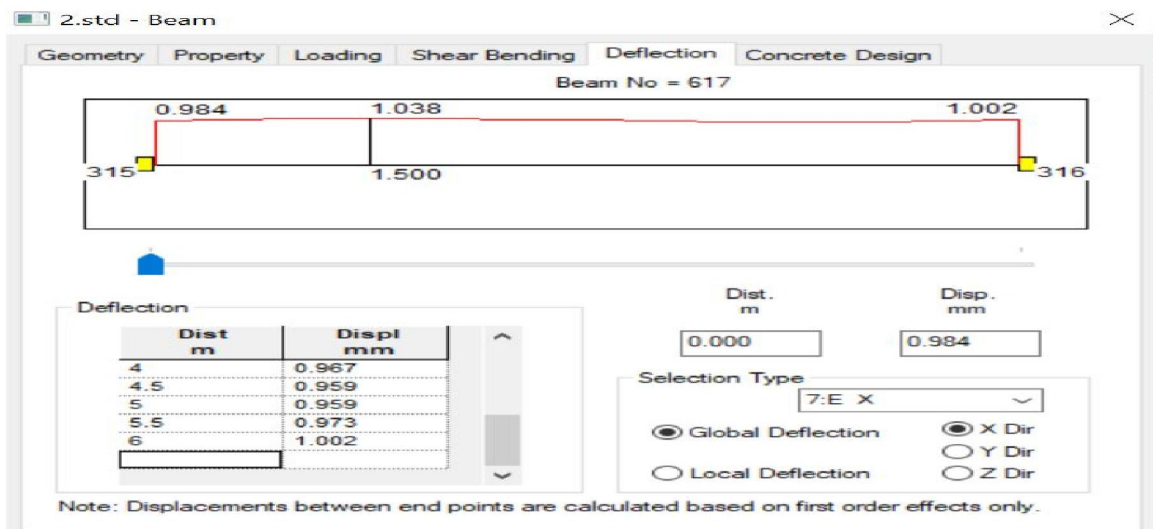 2.std - Beam
Geometry Property Loading Shear Bending Deflection Concrete Design
Beam No = 617
0.984 1.038 1.002
315 1.500 316
Deflection
Dist. m Disp. mm
0.000 0.984
Dist m Displ mm
4 0.967
4.5 0.959
5 0.959
5.5 0.973
6 1.002
Selection Type
7:E X
Global Deflection X Dir
Y Dir
Local Deflection Z Dir
Note: Displacements between end points are calculated based on first order effects only.